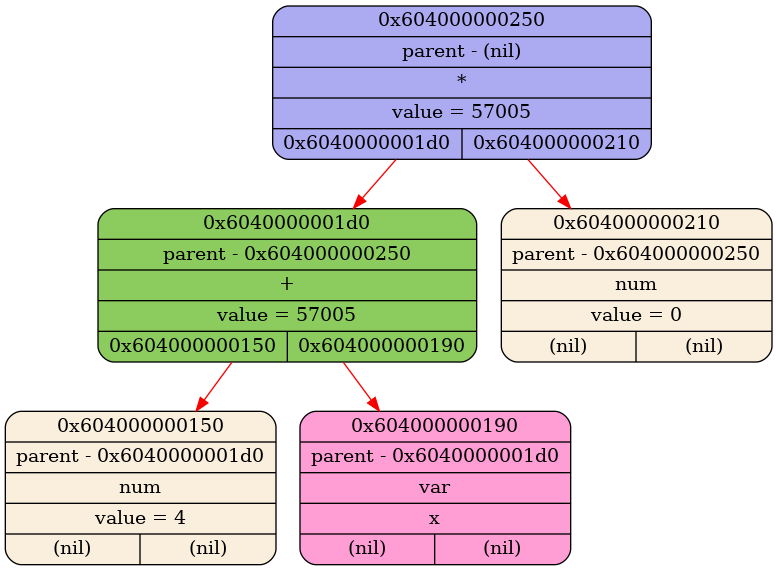 0x604000000250
parent - (nil)
*
value = 57005
0x6040000001d0 0x604000000210
0x6040000001d0
parent - 0x604000000250
+
value = 57005
0x604000000150 0x604000000190
0x604000000210
parent - 0x604000000250
num
value = 0
(nil) (nil)
0x604000000150
parent - 0x6040000001d0
num
value = 4
(nil) (nil)
0x604000000190
parent - 0x6040000001d0
var
x
(nil) (nil)